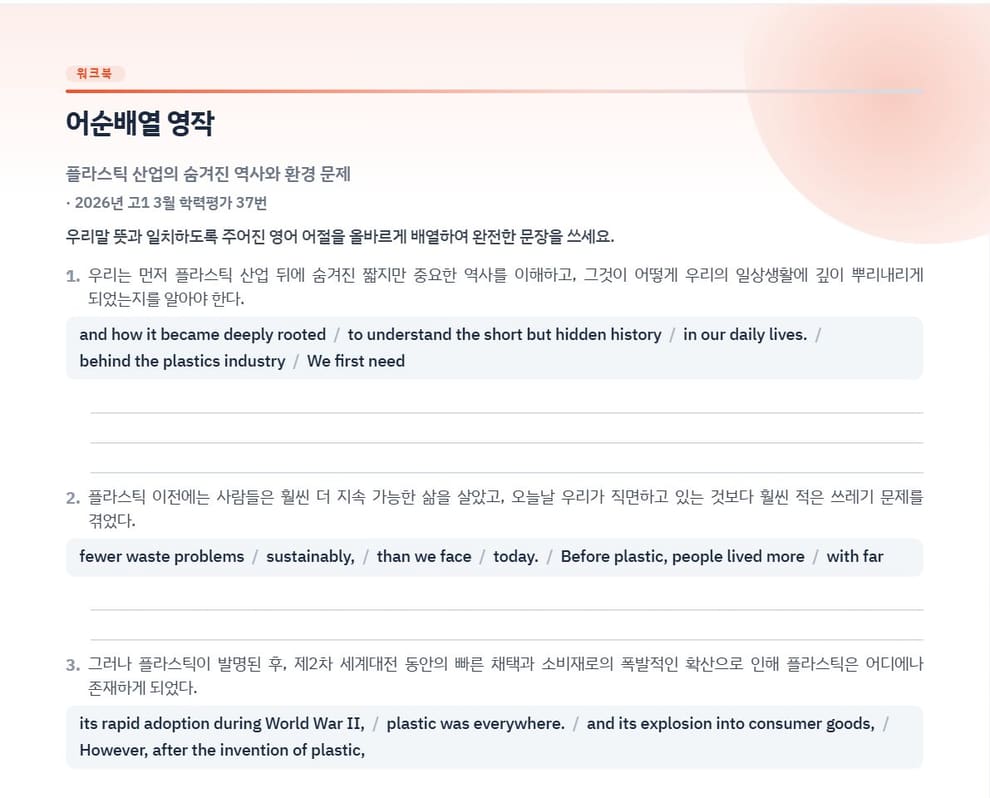 워크북
어순배열 영작
플라스틱 산업의 숨겨진 역사와 환경 문제
· 2026년 고1 3월 학력평가 37번
우리말 뜻과 일치하도록 주어진 영어 어절을 올바르게 배열하여 완전한 문장을 쓰세요.
1. 우리는 먼저 플라스틱 산업 뒤에 숨겨진 짧지만 중요한 역사를 이해하고, 그것이 어떻게 우리의 일상생활에 깊이 뿌리내리게
되었는지를 알아야 한다.
and how it became deeply rooted / to understand the short but hidden history / in our daily lives. /
behind the plastics industry / We first need
2. 플라스틱 이전에는 사람들은 훨씬 더 지속 가능한 삶을 살았고, 오늘날 우리가 직면하고 있는 것보다 훨씬 적은 쓰레기 문제를
겪었다.
fewer waste problems / sustainably, / than we face / today. / Before plastic, people lived more / with far
3. 그러나 플라스틱이 발명된 후, 제2차 세계대전 동안의 빠른 채택과 소비재로의 폭발적인 확산으로 인해 플라스틱은 어디에나
존재하게 되었다.
its rapid adoption during World War II, / plastic was everywhere. / and its explosion into consumer goods, /
However, after the invention of plastic,